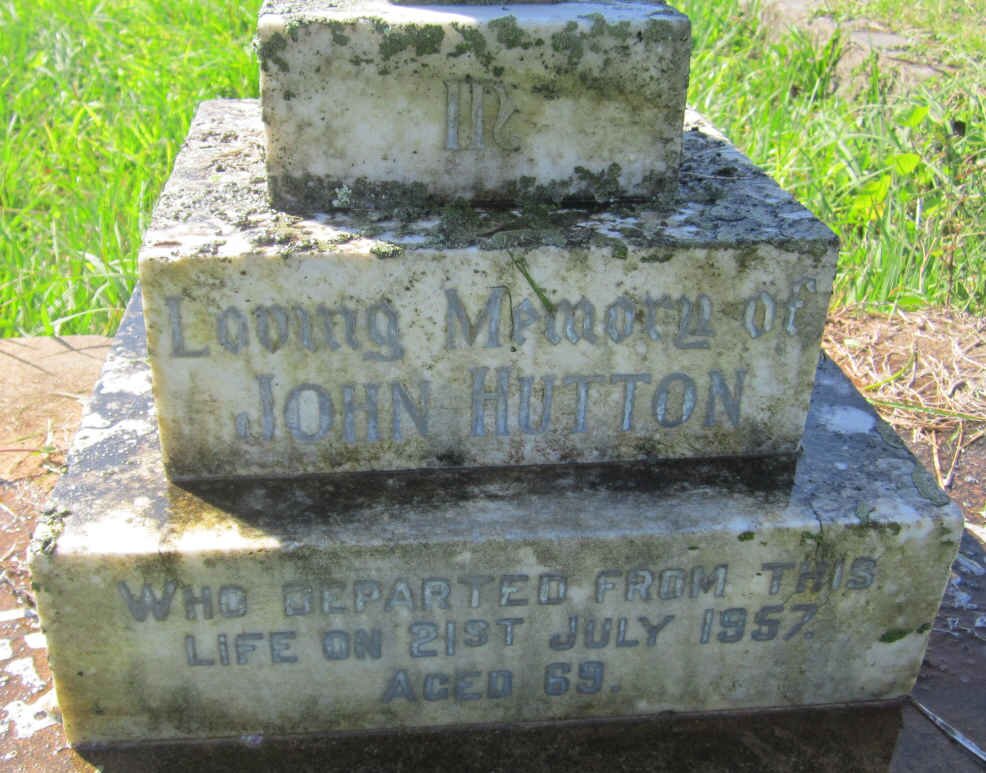 In
Loving Memory of
JOHN HUTTON
WHO DEPARTED FROM THIS
LIFE ON 21ST JULY 1957.
AGED 69.